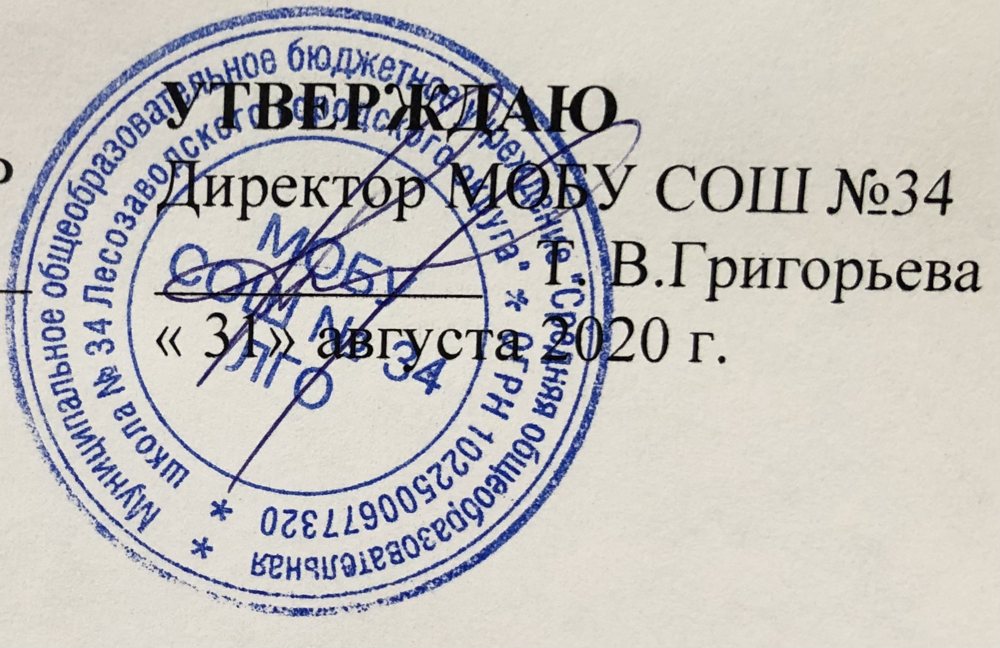 УТВЕРЖДАЮ
Р
Директор МОБУ СОШ №34
Т. В.Григорьева
« 31» августа 2020 г.
Муниципальное общеобразовательное бюджетное учреждение "Средняя общеобразовательная
школа № 34 Лесозаводского городского округа" * ОГРН 1022500677320 *
*
МОБУ
СОШ № 34
ЛГО